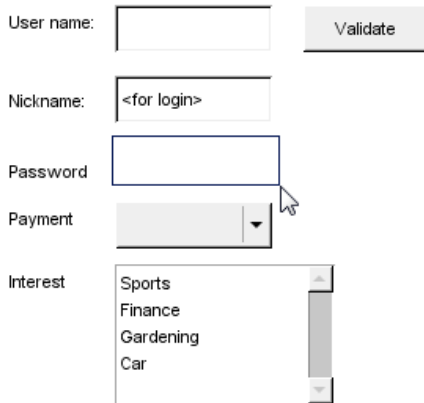 User name:
Validate
Nickname:
<for login>
Password
Payment
Interest
Sports
Finance
Gardening
Car